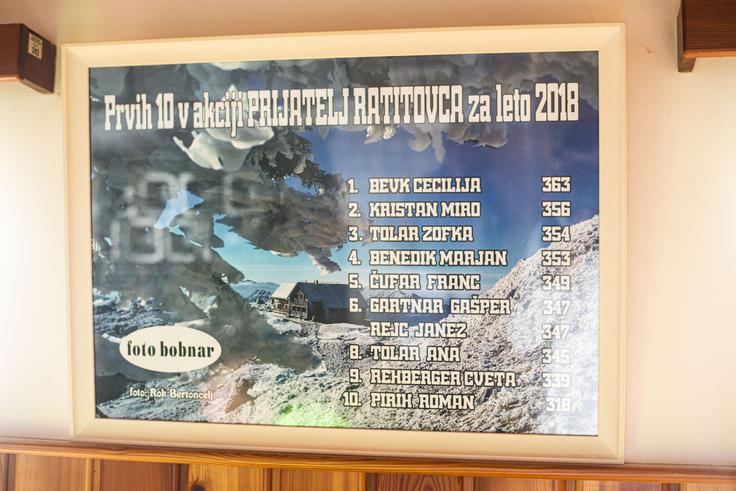 Prvih 10 v akciji PRIJATELJ RATITOVCA za leto 2018
1. BEVK CECILIJA 363
2. KRISTAN MIRO 356
3. TOLAR ZOFKA 354
4. BENEDIK MARJAN 353
5. ČUFAR FRANC 349
6. GARTNAR GAŠPER 347
REJC JANEZ 347
8. TOLAR ANA 345
9. REHBERGER CVETA 339
10. PIRIH ROMAN 318
foto bobnar
foto: Rok Bertoncelj